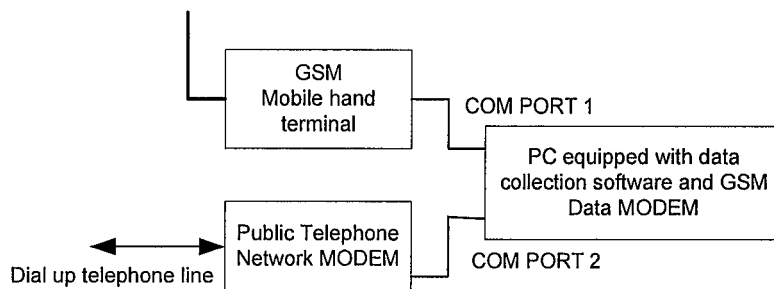 GSM
Mobile hand
terminal
COM PORT 1
PC equipped with data
collection software and GSM
Data MODEM
Public Telephone
Network MODEM
COM PORT 2
Dial up telephone line